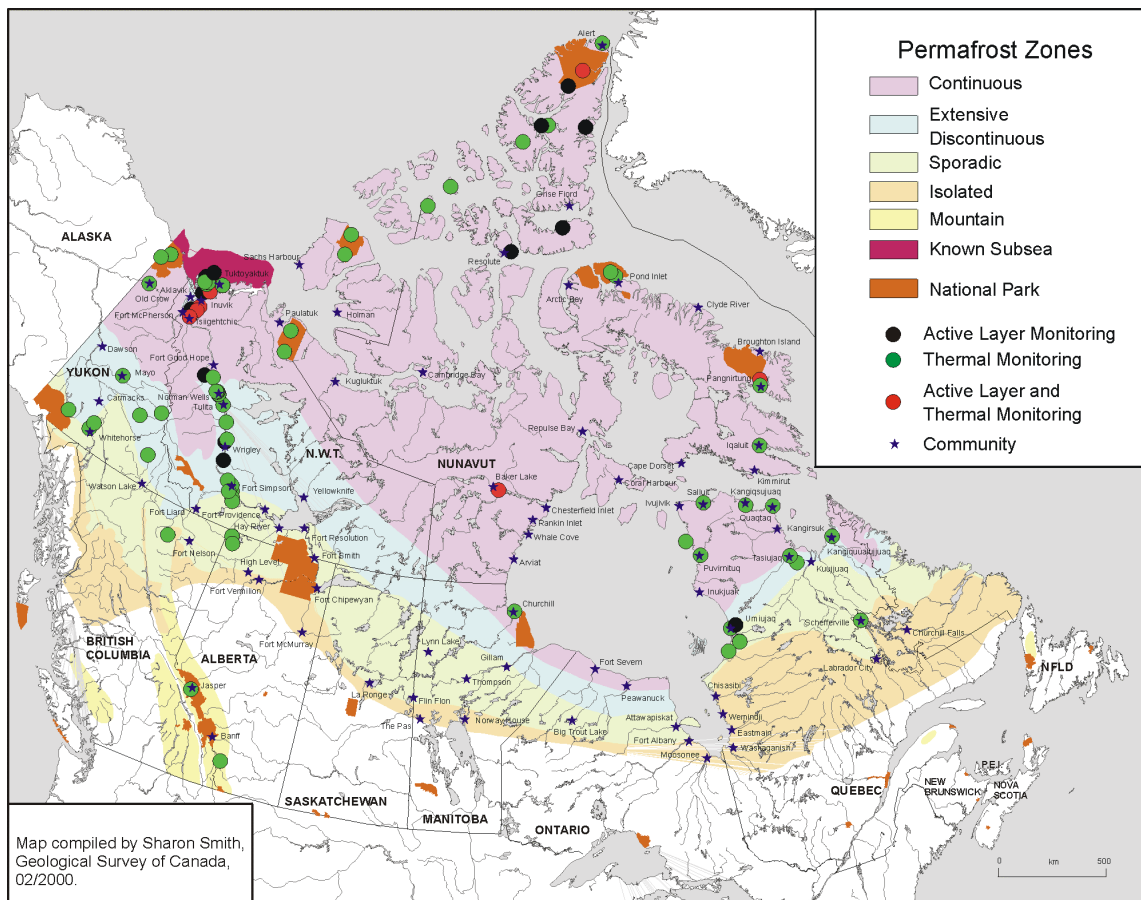 Permafrost Zones
Continuous
Extensive
Discontinuous
Sporadic
Isolated
Mountain
Known Subsea
National Park
Active Layer Monitoring
Thermal Monitoring
Active Layer and
Thermal Monitoring
Community
Alert
Grise Fiord
ALASKA
Resolute
Sachs Harbour
Tuktoyaktuk
Pond Inlet
Aklavik
Old Crow
Inuvik
Arctic Bay
Clyde River
Fort McPherson
Tsiigehtchic
Paulatuk
Holman
Broughton Island
Dawson
Fort Good Hope
YUKON
Mayo
Kugluktuk
Cambridge Bay
Pangnirtung
Carmacks
Norman Wells
Tulita
Whitehorse
Repulse Bay
Iqaluit
Wrigley
N.W.T.
NUNAVUT
Cape Dorset
Kimmirut
Watson Lake
Fort Simpson
Yellowknife
Baker Lake
Coral Harbour
Ivujivik
Salluit
Kangiqsujuaq
Fort Liard
Fort Providence
Chesterfield Inlet
Quaqtaq
Hay River
Rankin Inlet
Kangirsuk
Fort Resolution
Whale Cove
Fort Nelson
Fort Smith
Arviat
Puvirnituq
Tasiujaq
Kangiqsualujjuaq
Kuujjuaq
High Level
Fort Vermilion
Fort Chipewyan
Inukjuak
Churchill
Umiujaq
Schefferville
Churchill Falls
BRITISH
COLUMBIA
ALBERTA
Fort McMurray
Lynn Lake
Gillam
Fort Severn
Labrador City
NFLD
Jasper
La Ronge
Flin Flon
Thompson
Peawanuck
Chisasibi
Banff
The Pas
Norway House
Big Trout Lake
Attawapiskat
Wemindji
Fort Albany
Eastmain
Moosonee
Waskaganish
SASKATCHEWAN
MANITOBA
ONTARIO
QUEBEC
NEW
BRUNSWICK
P.E.I.
NOVA
SCOTIA
Map compiled by Sharon Smith,
Geological Survey of Canada,
02/2000.
0
km
500